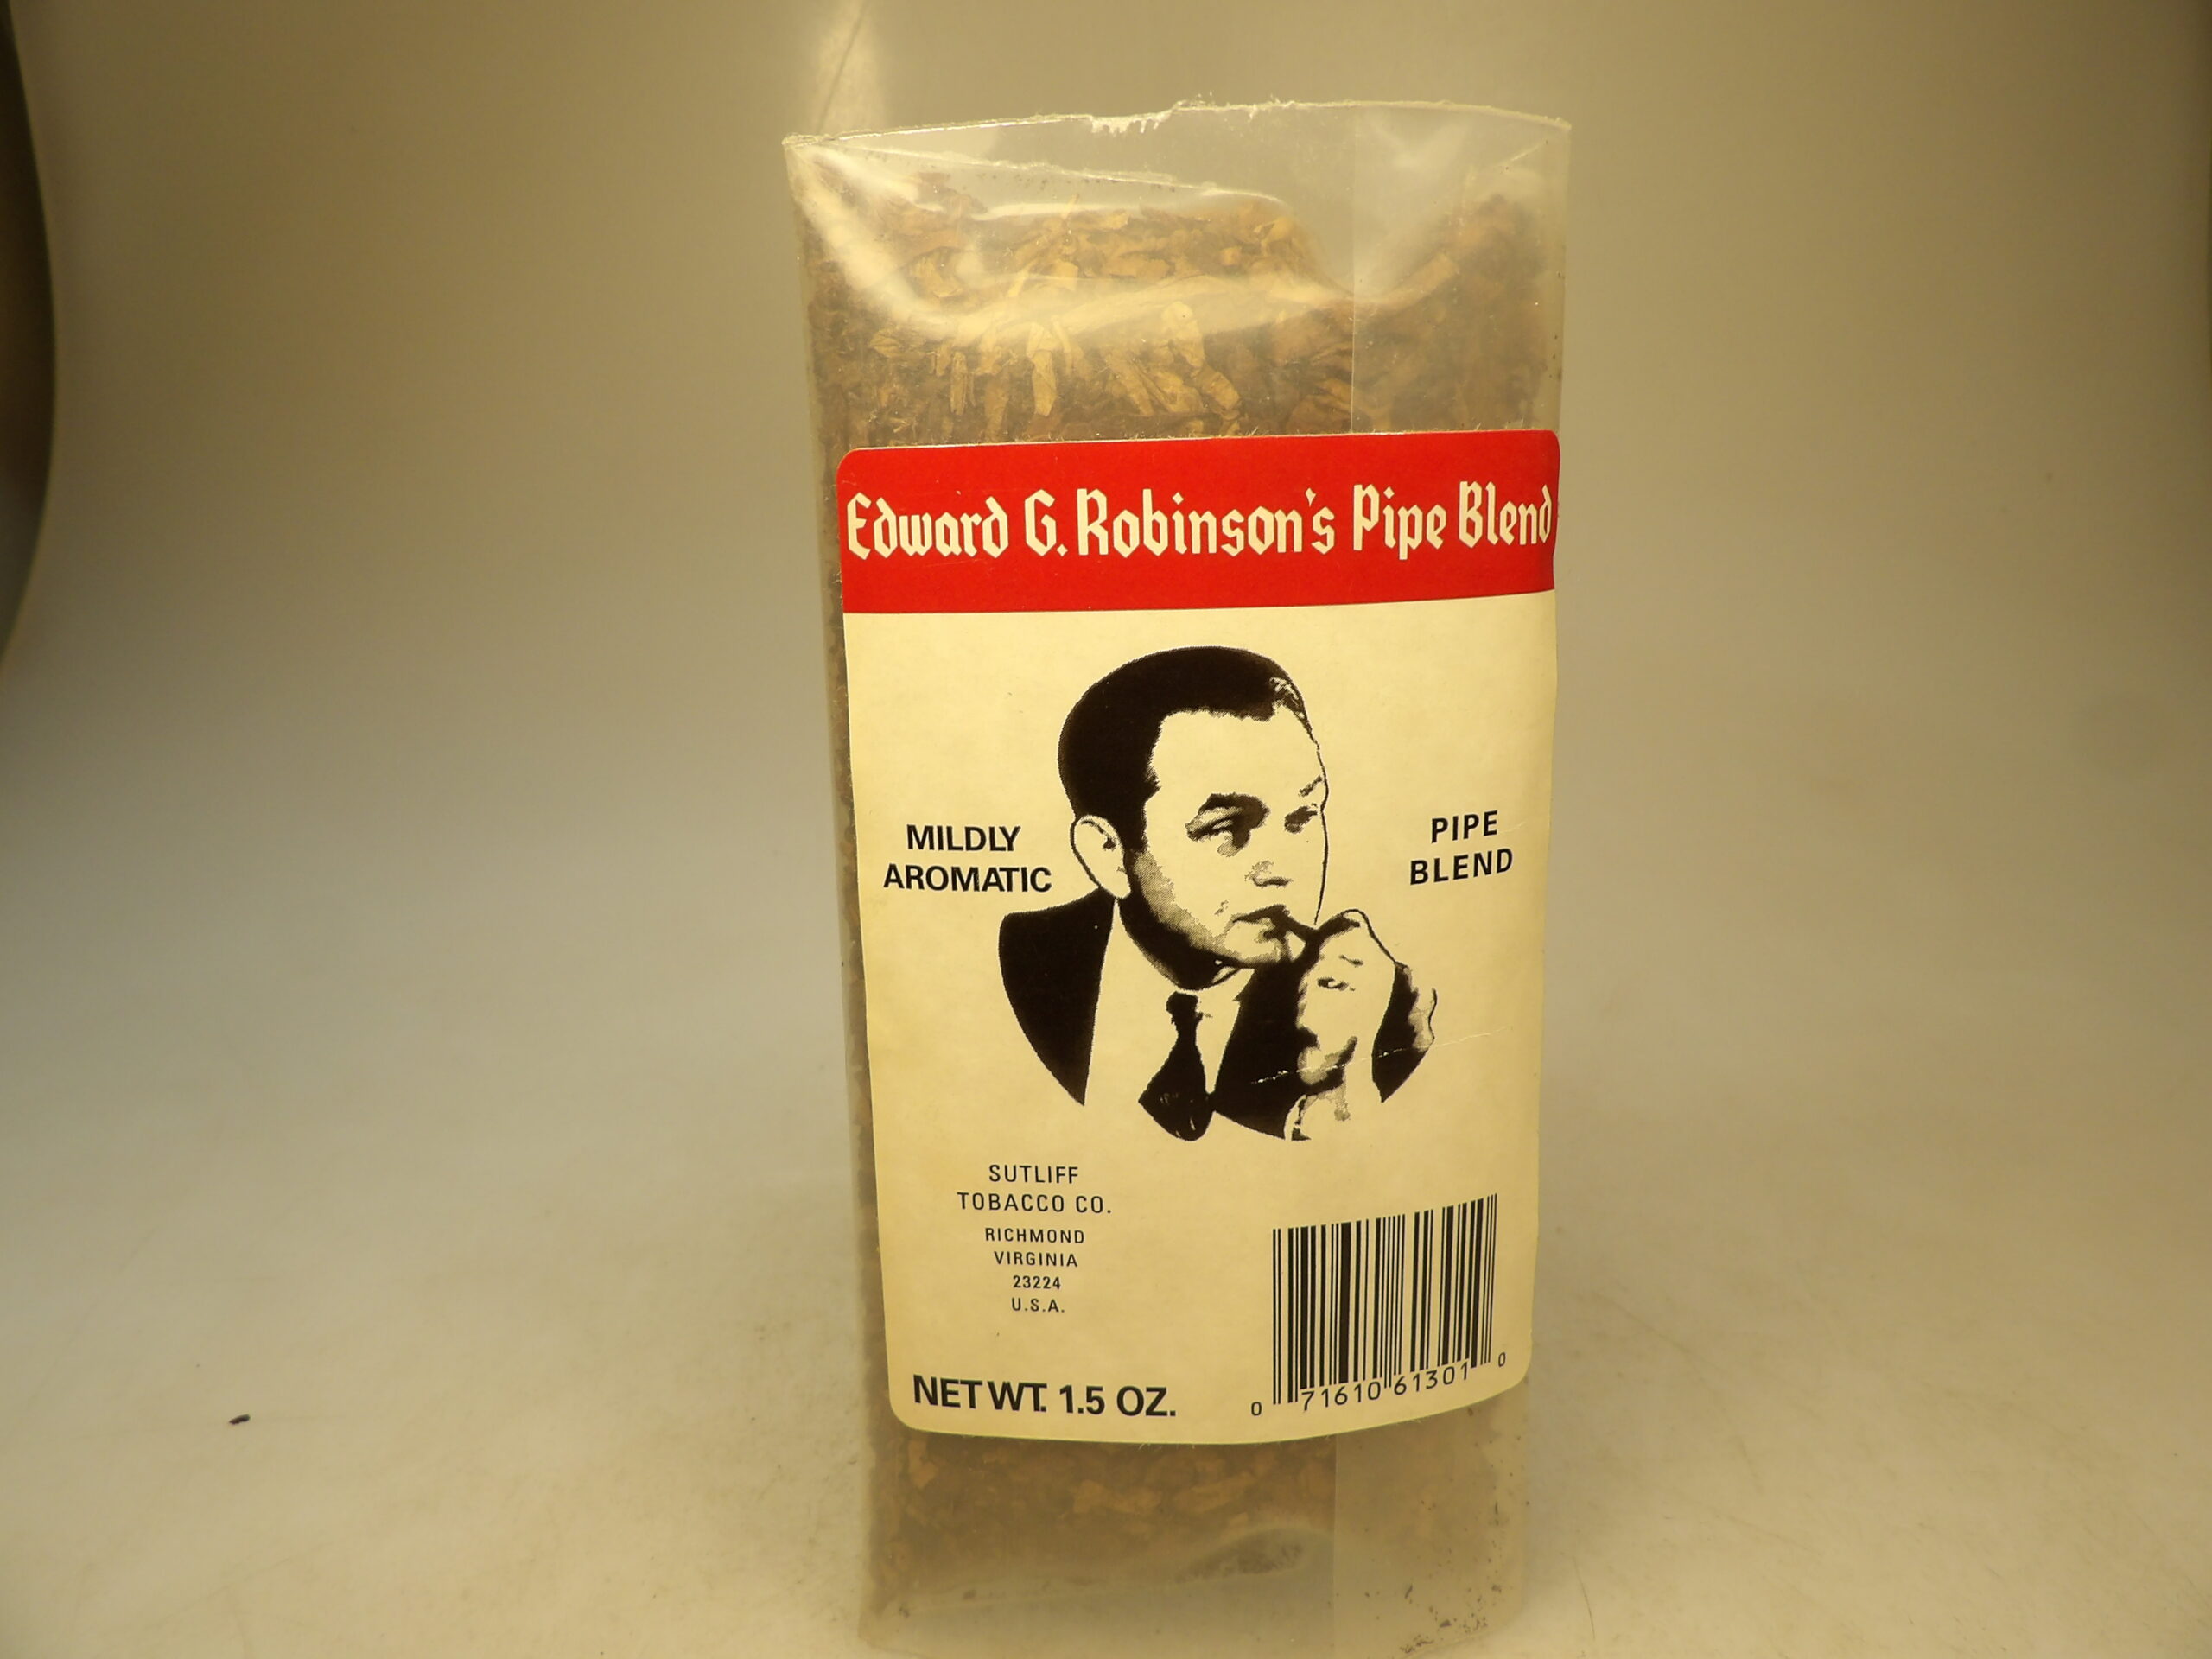 Edward G. Robinson's Pipe Blend
MILDLY
AROMATIC
PIPE
BLEND
SUTLIFF
TOBACCO CO.
RICHMOND
VIRGINIA
23224
U.S.A.
NET WT. 1.5 OZ.
0 71610 61301 0